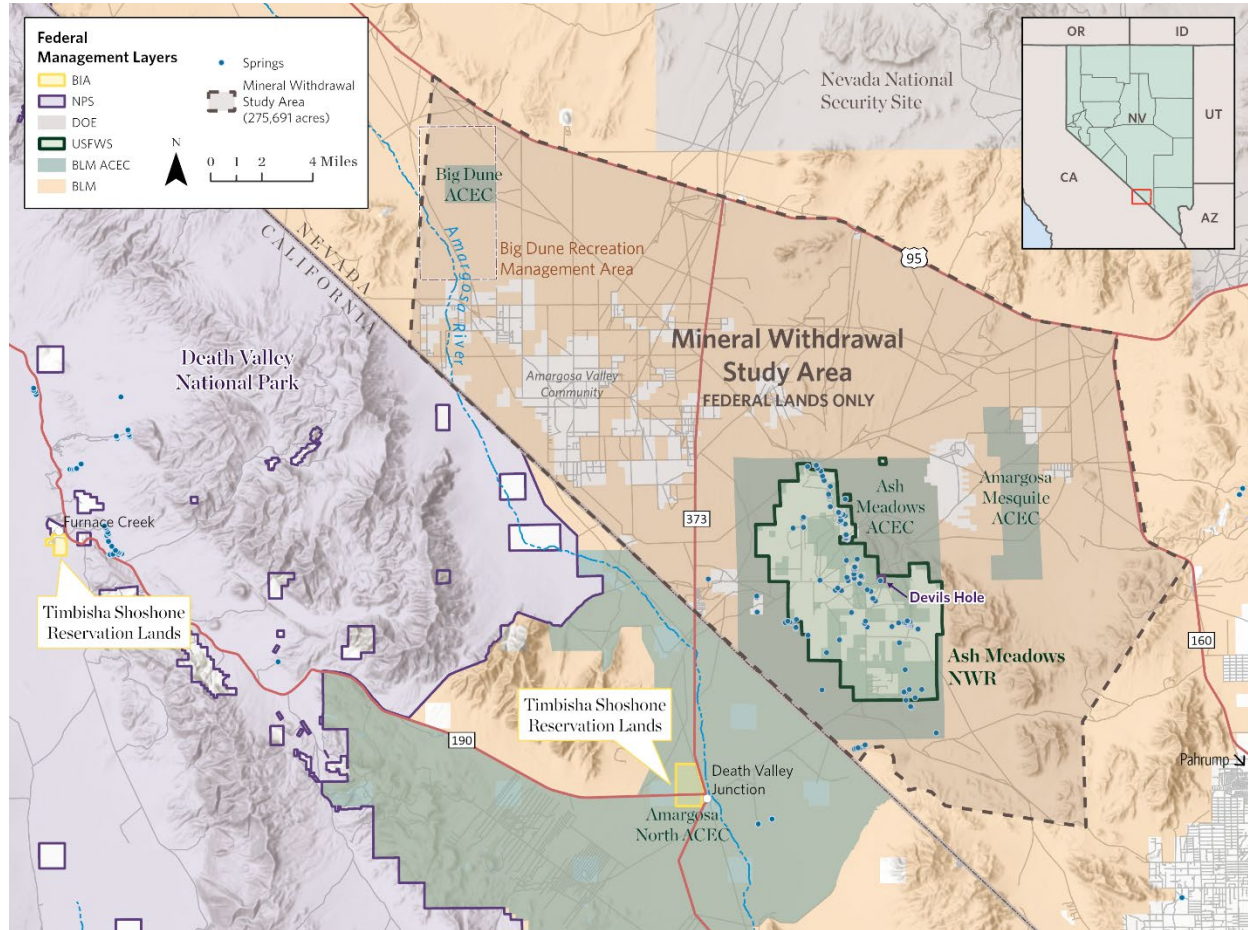 Federal
Management Layers
BIA
NPS
DOE
USFWS
BLM ACEC
BLM
Springs
Mineral Withdrawal
Study Area
(275,691 acres)
N
0 1 2 4 Miles
Nevada National
Security Site
OR
ID
NV
UT
CA
AZ
Big Dune
ACEC
NEVADA
CALIFORNIA
Amargosa River
Big Dune Recreation
Management Area
95
Death Valley
National Park
Mineral Withdrawal
Study Area
FEDERAL LANDS ONLY
Amargosa Valley
Community
373
Ash
Meadows
ACEC
Amargosa
Mesquite
ACEC
Furnace Creek
Timbisha Shoshone
Reservation Lands
Devils Hole
160
Ash Meadows
NWR
Timbisha Shoshone
Reservation Lands
190
Death Valley
Junction
Amargosa
North ACEC
Pahrump